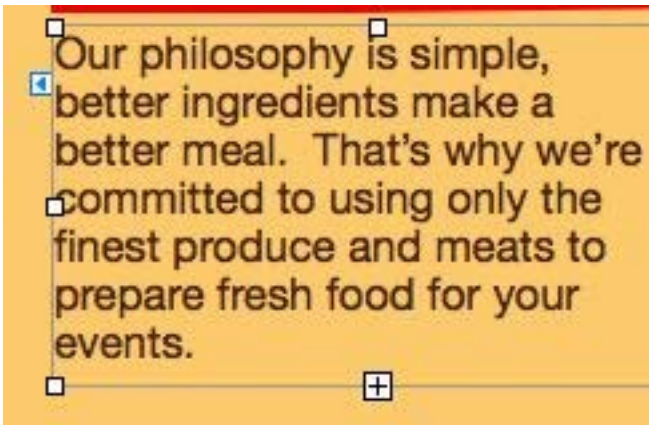 Our philosophy is simple,
better ingredients make a
better meal.  That's why we're
committed to using only the
finest produce and meats to
prepare fresh food for your
events.